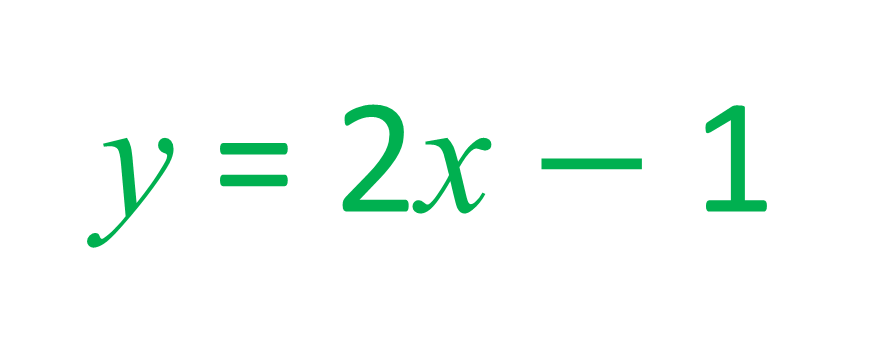 y = 2x − 1